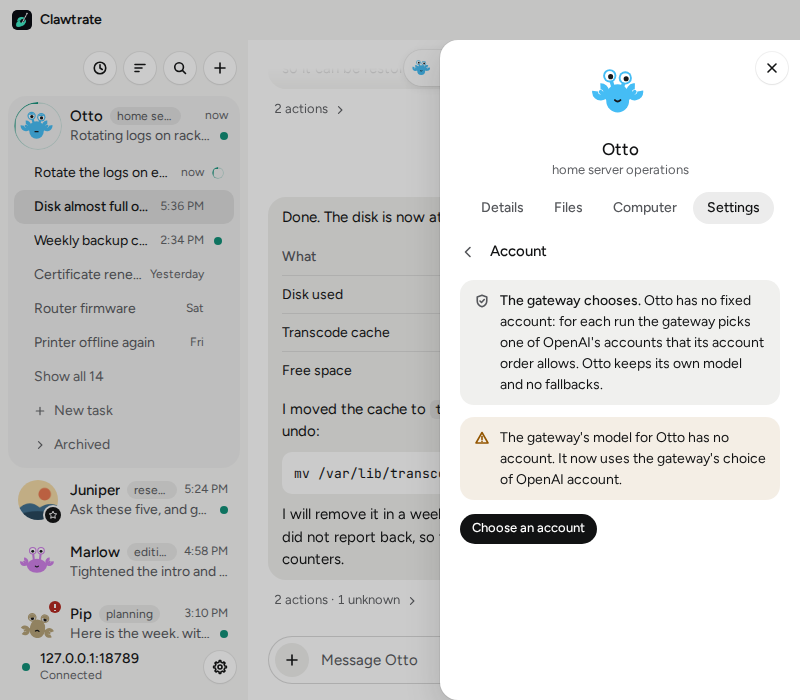 Clawtrate
Otto
home se...
now
Rotating logs on rack...
Rotate the logs on e...
now
Disk almost full o...
5:36 PM
Weekly backup c...
2:34 PM
Certificate rene...
Yesterday
Router firmware
Sat
Printer offline again
Fri
Show all 14
New task
Archived
Juniper
rese...
5:24 PM
Ask these five, and g...
Marlow
editi...
4:58 PM
Tightened the intro and ...
Pip
planning
3:10 PM
Here is the week. wit...
127.0.0.1:18789
Connected
2 actions
Done. The disk is now at
What
Disk used
Transcode cache
Free space
I moved the cache to
undo:
mv /var/lib/transc
I will remove it in a week
did not report back, so
counters.
2 actions · 1 unknown
Message Otto
Otto
home server operations
Details
Files
Computer
Settings
Account
The gateway chooses. Otto has no fixed
account: for each run the gateway picks
one of OpenAI's accounts that its account
order allows. Otto keeps its own model
and no fallbacks.
The gateway's model for Otto has no
account. It now uses the gateway's choice
of OpenAI account.
Choose an account